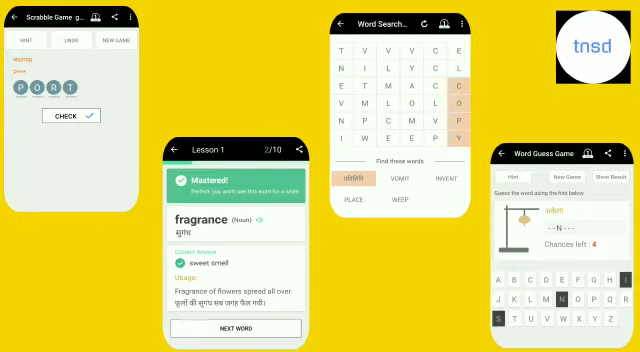 Scrabble Game g
HINT UNDO NEW GAME
बंदरगाह
P***
P O R T
CHECK
Lesson 1 2/10
Mastered!
Perfect, you wont see this word for a while.
fragrance (Noun)
सुगंध
Correct Answer
sweet smell
Usage:
Fragrance of flowers spread all over.
फूलों की सुगंध सब जगह फैल गयी।
NEXT WORD
Word Search...
T V V V C E
N I L Y C L
E T M A C C
V M L O L O
N P C M V P
I W E E P Y
Find these words
प्रतिलिपि VOMIT INVENT
PLACE WEEP
tnsd
Word Guess Game
Hint New Game Show Result
Guess the word using the hint below
अकेला
--N---
Chances left : 4
A B C D E F G H I
J K L M N O P Q R
S T U V W X Y Z